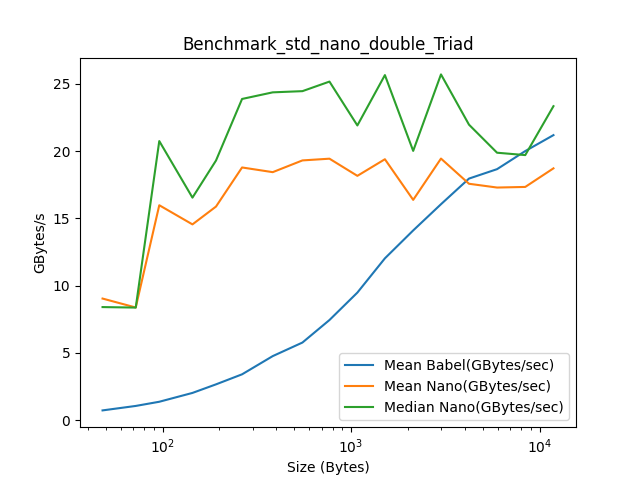 Benchmark_std_nano_double_Triad
GBytes/s
25
20
15
10
5
0
10²
10³
10⁴
Size (Bytes)
Mean Babel(GBytes/sec)
Mean Nano(GBytes/sec)
Median Nano(GBytes/sec)